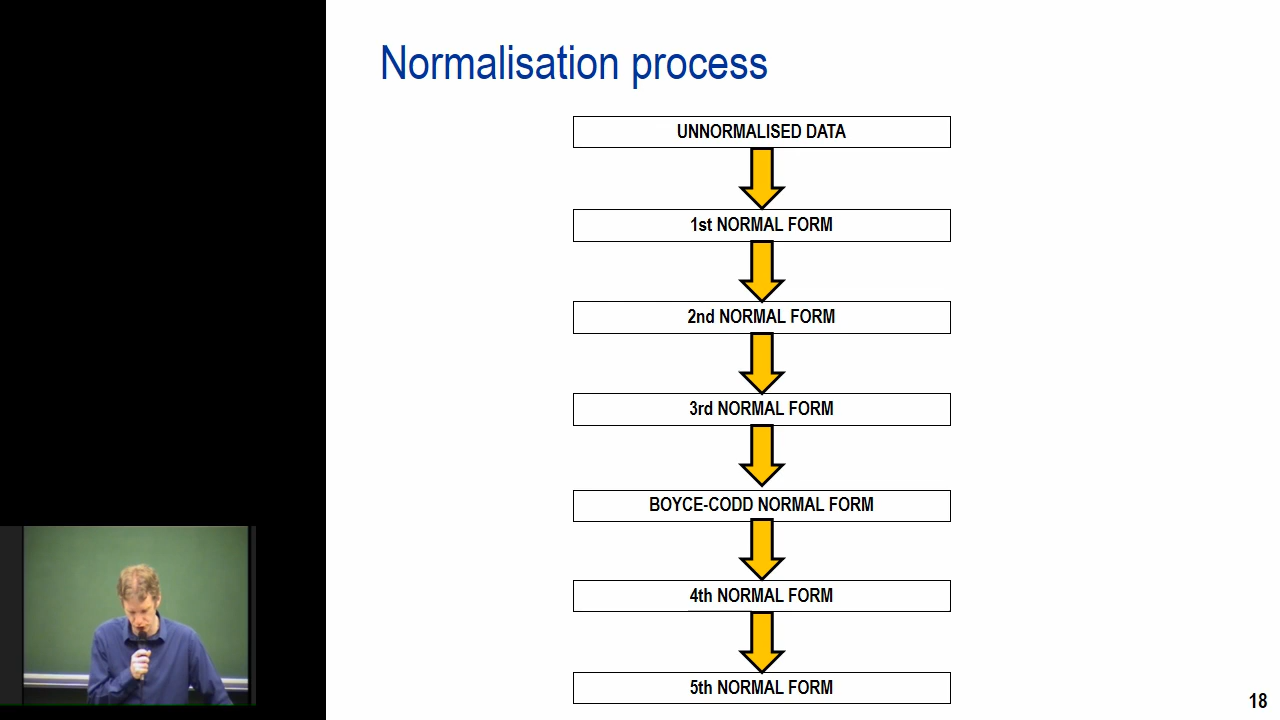 Normalisation process
UNNORMALISED DATA
1st NORMAL FORM
2nd NORMAL FORM
3rd NORMAL FORM
BOYCE-CODD NORMAL FORM
4th NORMAL FORM
5th NORMAL FORM
18